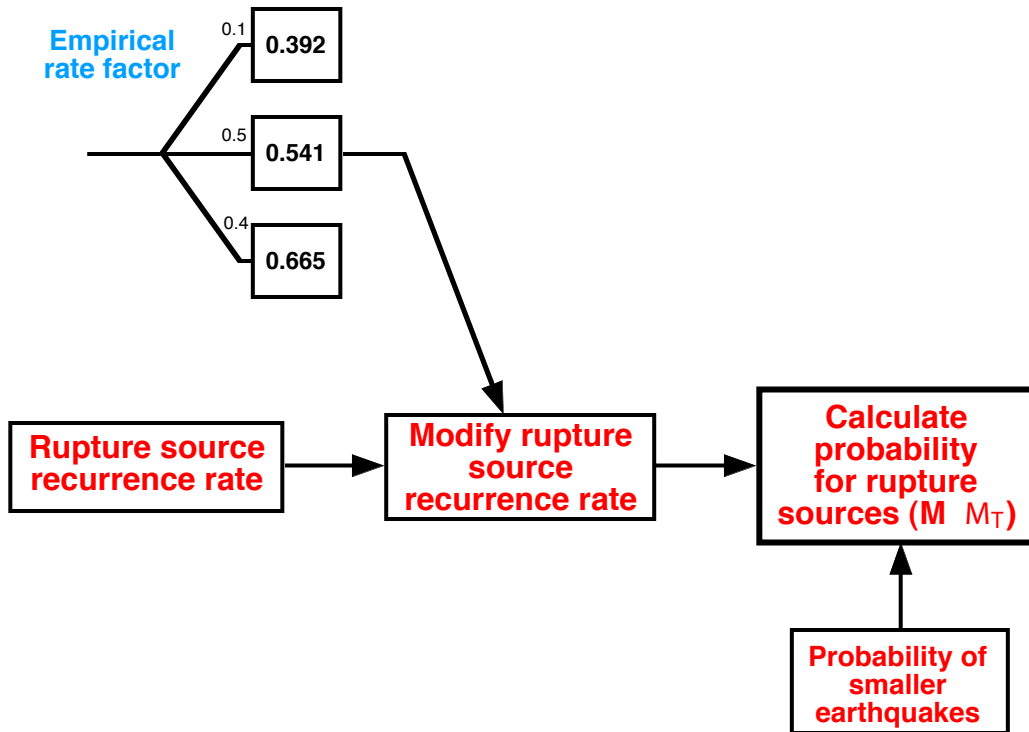 Empirical
rate factor
0.1
0.392
0.5
0.541
0.4
0.665
Rupture source
recurrence rate
Modify rupture
source
recurrence rate
Calculate
probability
for rupture
sources (M M_T)
Probability of
smaller
earthquakes